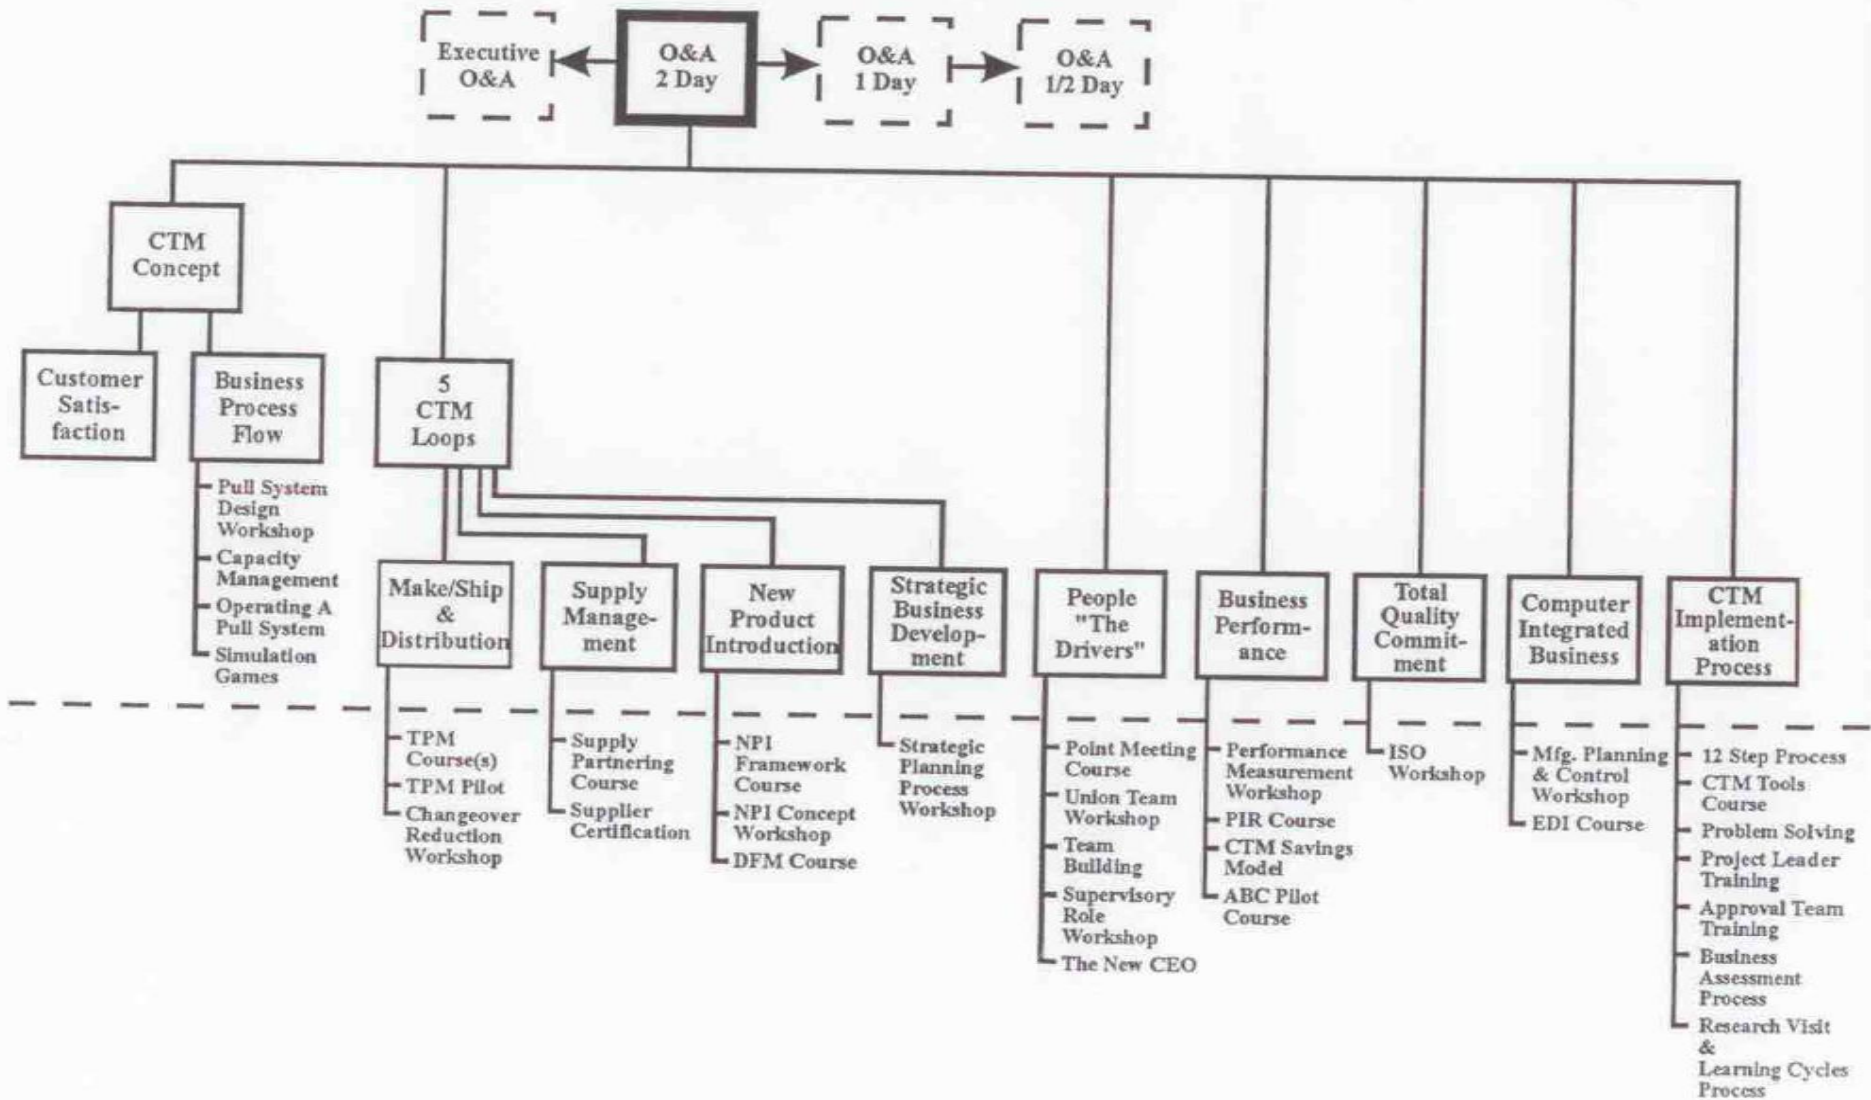 Executive
O&A
O&A
2 Day
O&A
1 Day
O&A
1/2 Day
CTM
Concept
Customer
Satis-
faction
Business
Process
Flow
Pull System
Design
Workshop
Capacity
Management
Operating A
Pull System
Simulation
Games
5
CTM
Loops
Make/Ship
&
Distribution
TPM
Course(s)
TPM Pilot
Changeover
Reduction
Workshop
Supply
Manage-
ment
Supply
Partnering
Course
Supplier
Certification
New
Product
Introduction
NPI
Framework
Course
NPI Concept
Workshop
DFM Course
Strategic
Business
Develop-
ment
Strategic
Planning
Process
Workshop
People
"The
Drivers"
Point Meeting
Course
Union Team
Workshop
Team
Building
Supervisory
Role
Workshop
The New CEO
Business
Perform-
ance
Performance
Measurement
Workshop
PIR Course
CTM Savings
Model
ABC Pilot
Course
Total
Quality
Commit-
ment
ISO
Workshop
Computer
Integrated
Business
Mfg. Planning
& Control
Workshop
EDI Course
CTM
Implement-
ation
Process
12 Step Process
CTM Tools
Course
Problem Solving
Project Leader
Training
Approval Team
Training
Business
Assessment
Process
Research Visit
&
Learning Cycles
Process